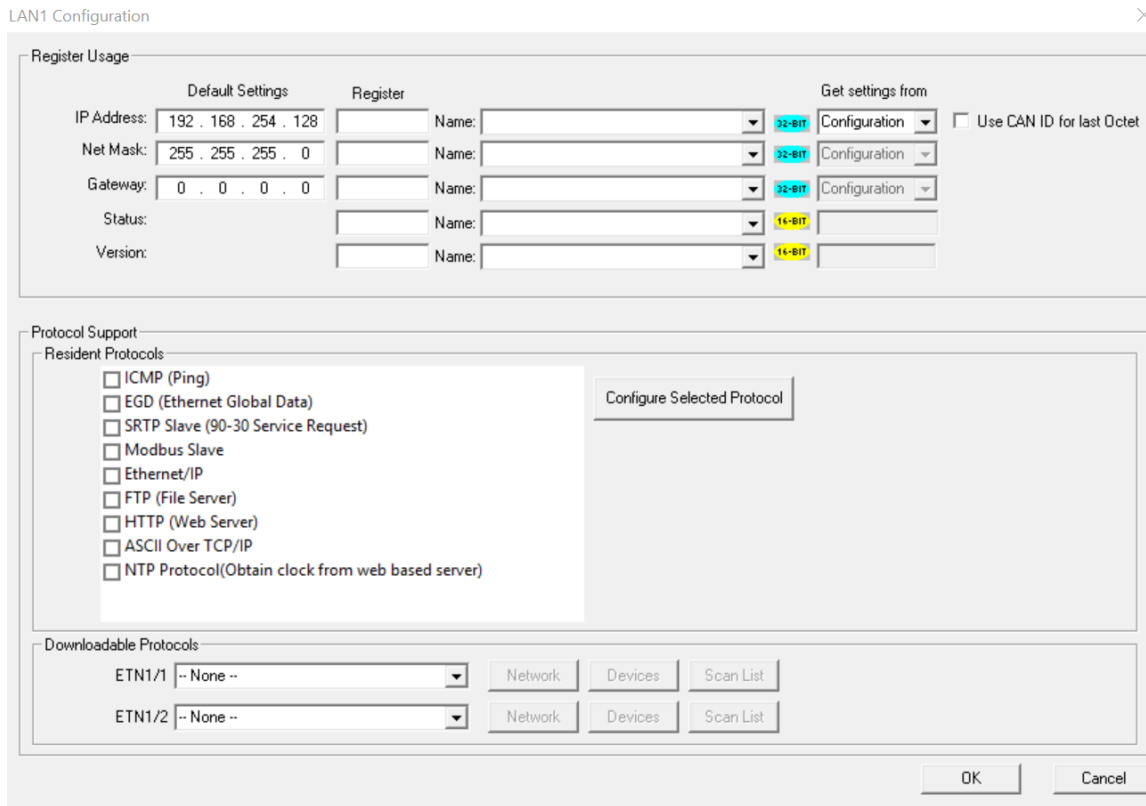 LAN1 Configuration
Register Usage
Default Settings Register Get settings from
IP Address: 192 . 168 . 254 . 128 Name: 32-BIT Configuration Use CAN ID for last Octet
Net Mask: 255 . 255 . 255 . 0 Name: 32-BIT Configuration
Gateway: 0 . 0 . 0 . 0 Name: 32-BIT Configuration
Status: Name: 16-BIT
Version: Name: 16-BIT
Protocol Support
Resident Protocols
ICMP (Ping)
EGD (Ethernet Global Data)
SRTP Slave (90-30 Service Request)
Modbus Slave
Ethernet/IP
FTP (File Server)
HTTP (Web Server)
ASCII Over TCP/IP
NTP Protocol(Obtain clock from web based server)
Configure Selected Protocol
Downloadable Protocols
ETN1/1 -- None -- Network Devices Scan List
ETN1/2 -- None -- Network Devices Scan List
OK Cancel